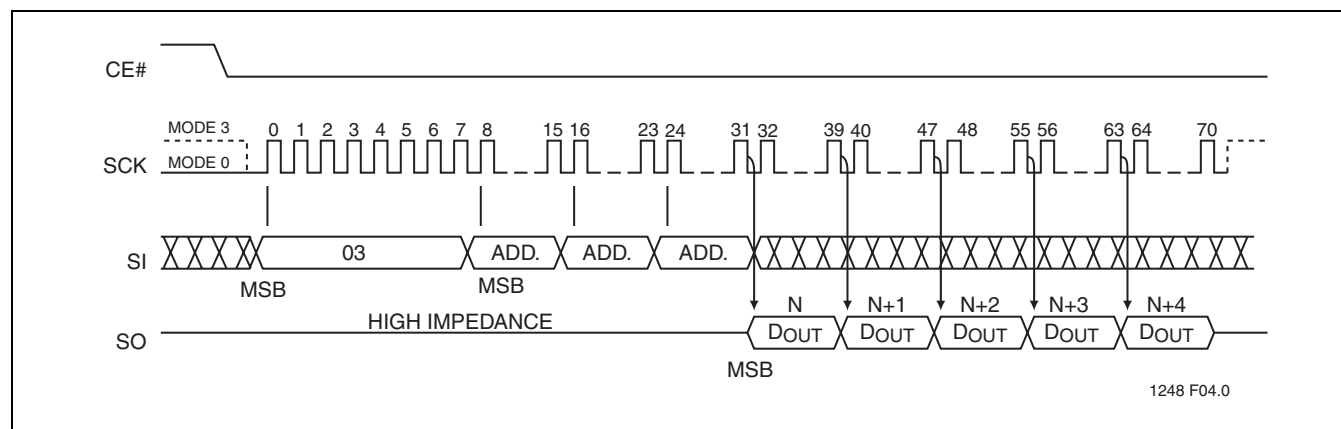 CE#
MODE 3
0 1 2 3 4 5 6 7 8 15 16 23 24 31 32 39 40 47 48 55 56 63 64 70
SCK
MODE 0
SI
03 ADD. ADD. ADD.
MSB MSB
N N+1 N+2 N+3 N+4
HIGH IMPEDANCE
SO
DOUT DOUT DOUT DOUT DOUT
MSB
1248 F04.0